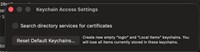 Keychain Access Settings
Search directory services for certificates
Reset Default Keychains...
Create new empty "login" and "Local Items" keychains. You
will lose all items currently stored in these keychains.